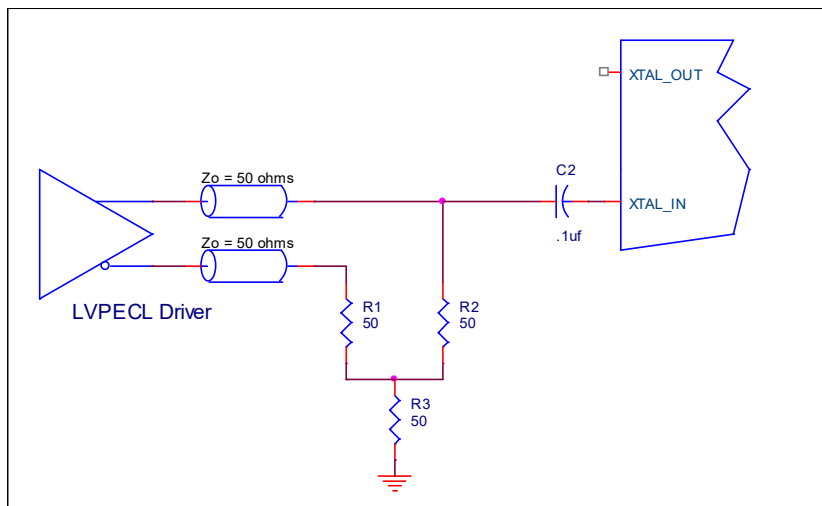 XTAL_OUT
Zo = 50 ohms
C2
XTAL_IN
.1uf
Zo = 50 ohms
LVPECL Driver
R1
50
R2
50
R3
50